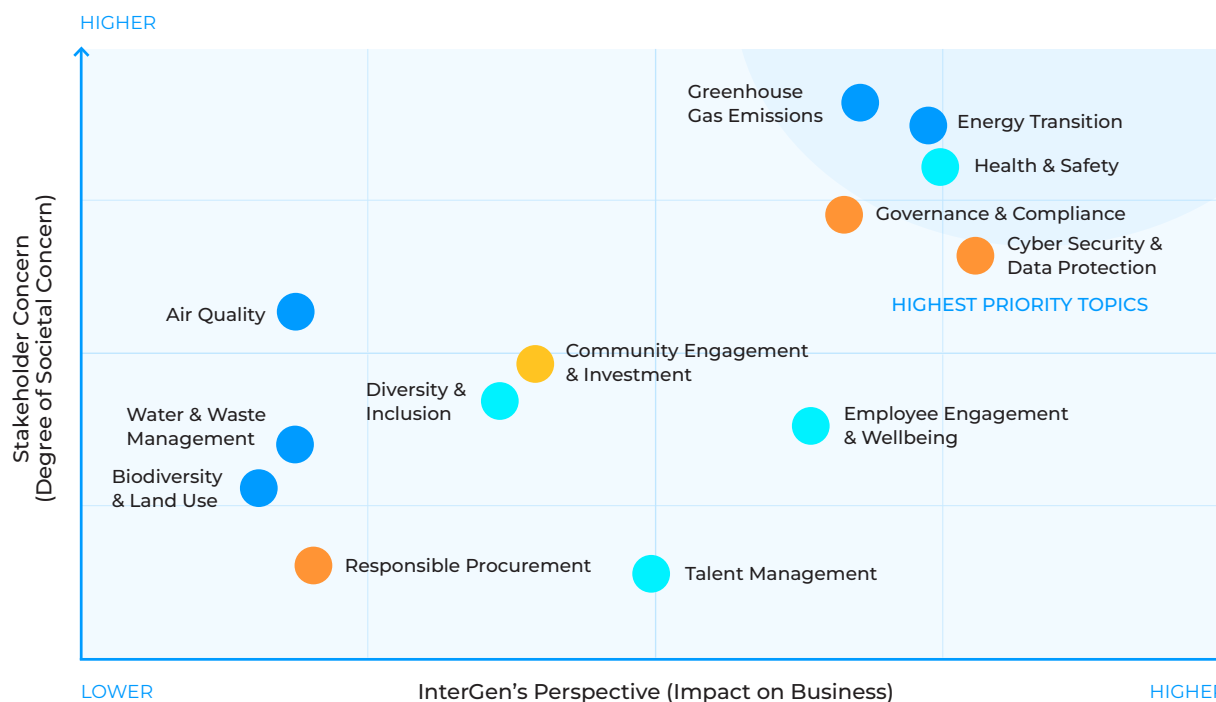 HIGHER
Stakeholder Concern
(Degree of Societal Concern)
Greenhouse
Gas Emissions
Energy Transition
Health & Safety
Governance & Compliance
Cyber Security &
Data Protection
HIGHEST PRIORITY TOPICS
Air Quality
Community Engagement
& Investment
Diversity &
Inclusion
Water & Waste
Management
Employee Engagement
& Wellbeing
Biodiversity
& Land Use
Responsible Procurement
Talent Management
LOWER
InterGen’s Perspective (Impact on Business)
HIGHER